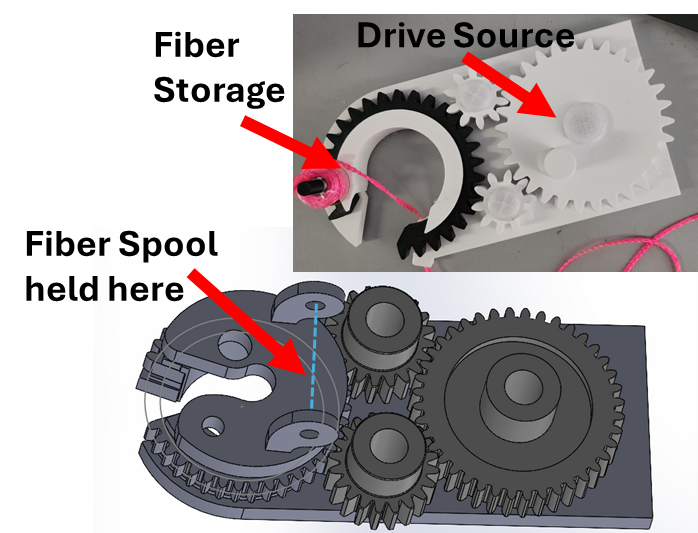 Fiber
Storage
Drive Source
Fiber Spool
held here